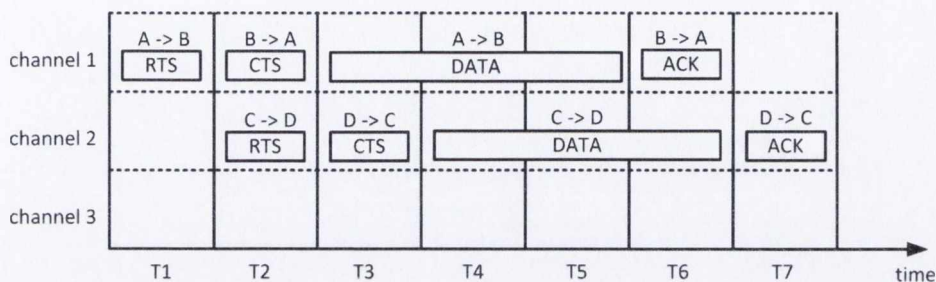 A -> B B -> A A -> B B -> A
channel 1 RTS CTS DATA ACK
C -> D D -> C C -> D D -> C
channel 2 RTS CTS DATA ACK
channel 3
T1 T2 T3 T4 T5 T6 T7 time